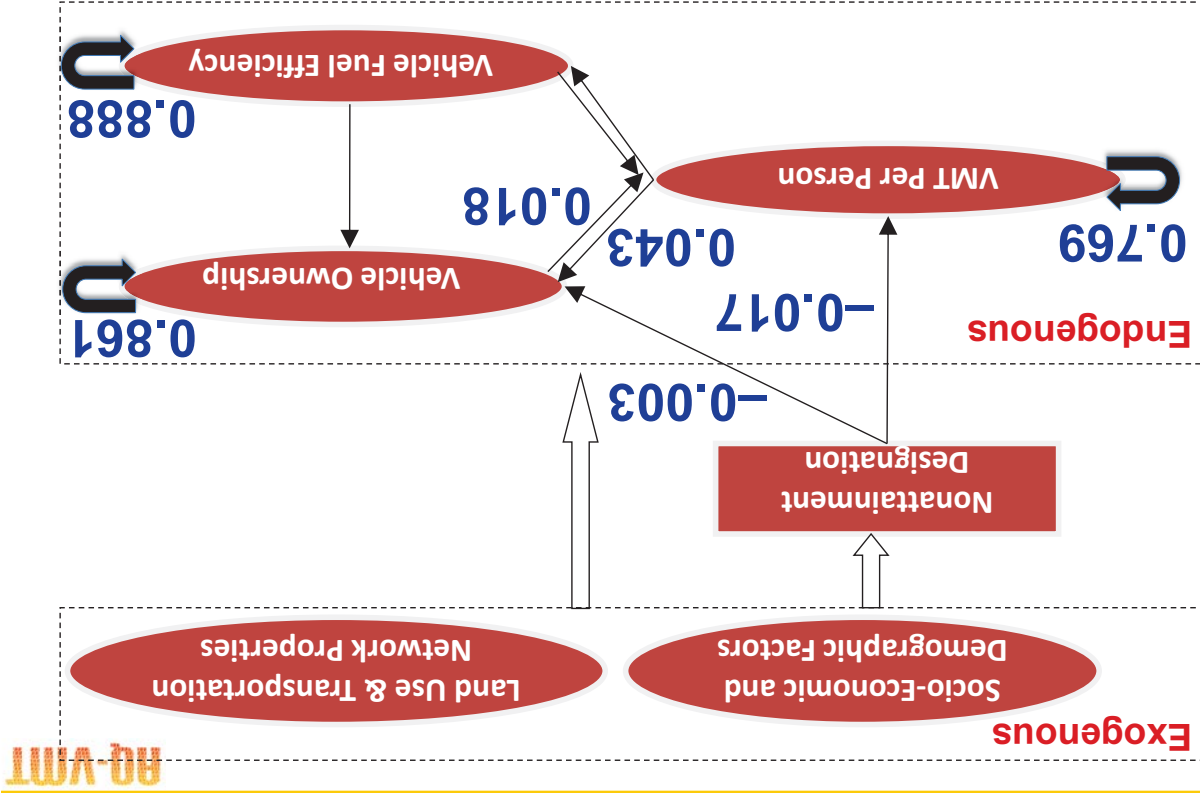 AQ-VMT
Exogenous
Socio-Economic and
Demographic Factors
Land Use & Transportation
Network Properties
Nonattainment
Designation
–0.003
Endogenous
–0.017
0.769
VMT Per Person
0.043
0.018
0.861
Vehicle Ownership
0.888
Vehicle Fuel Efficiency